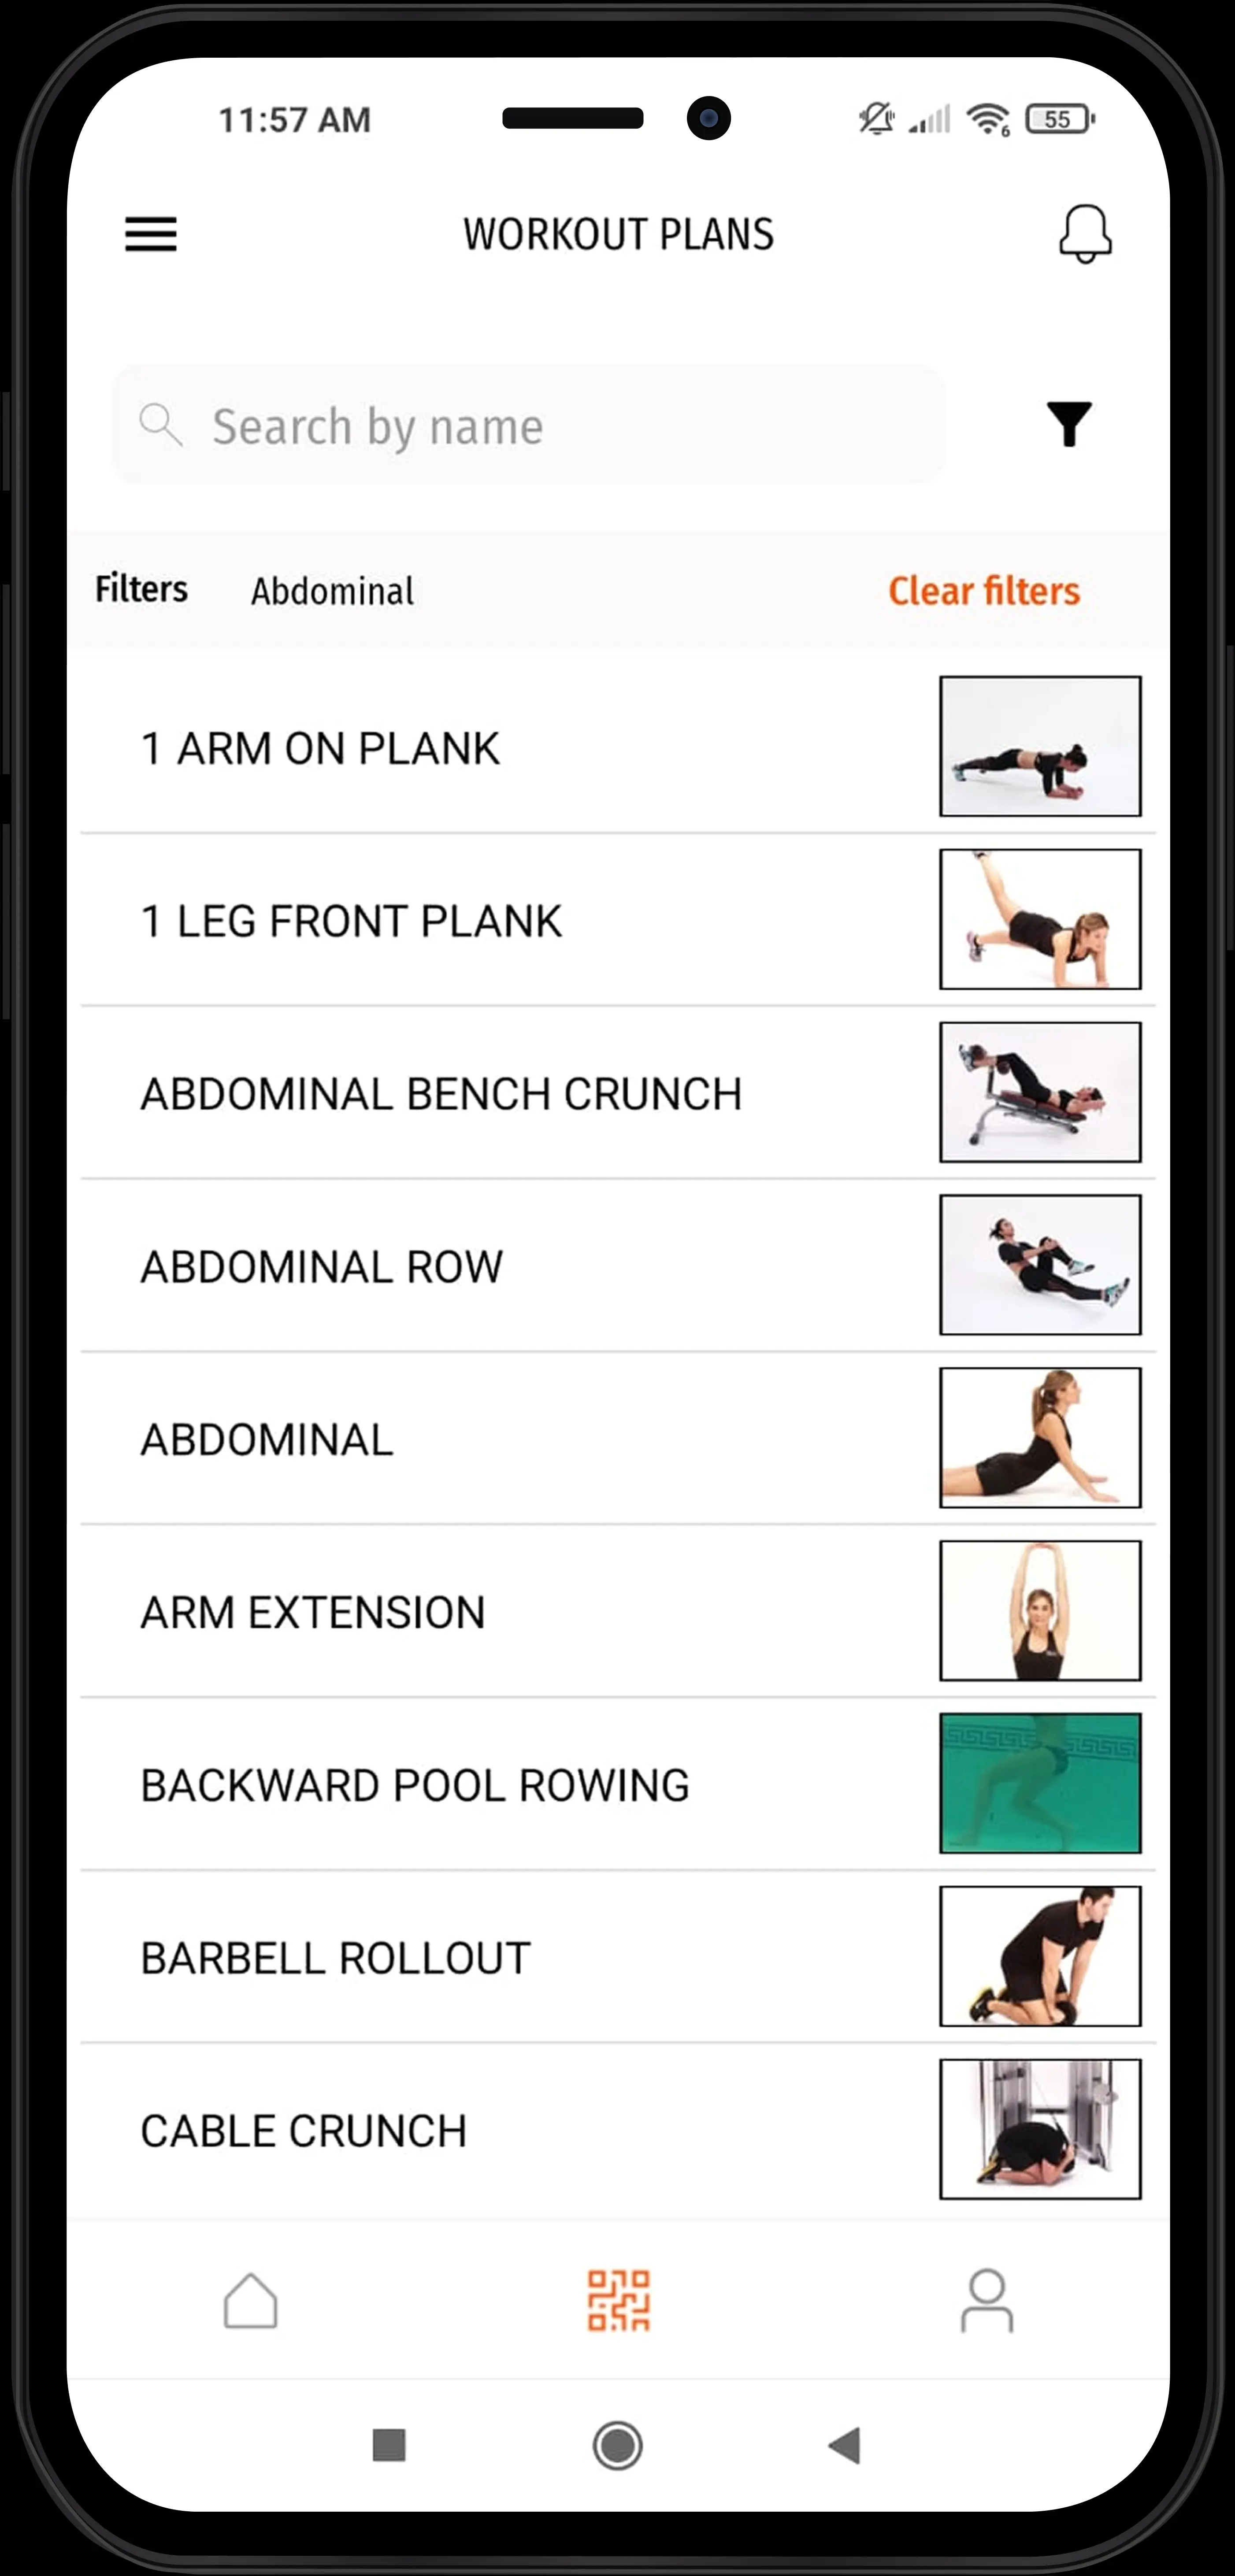 11:57 AM
6
55
WORKOUT PLANS
Search by name
Filters Abdominal Clear filters
1 ARM ON PLANK
1 LEG FRONT PLANK
ABDOMINAL BENCH CRUNCH
ABDOMINAL ROW
ABDOMINAL
ARM EXTENSION
BACKWARD POOL ROWING
BARBELL ROLLOUT
CABLE CRUNCH